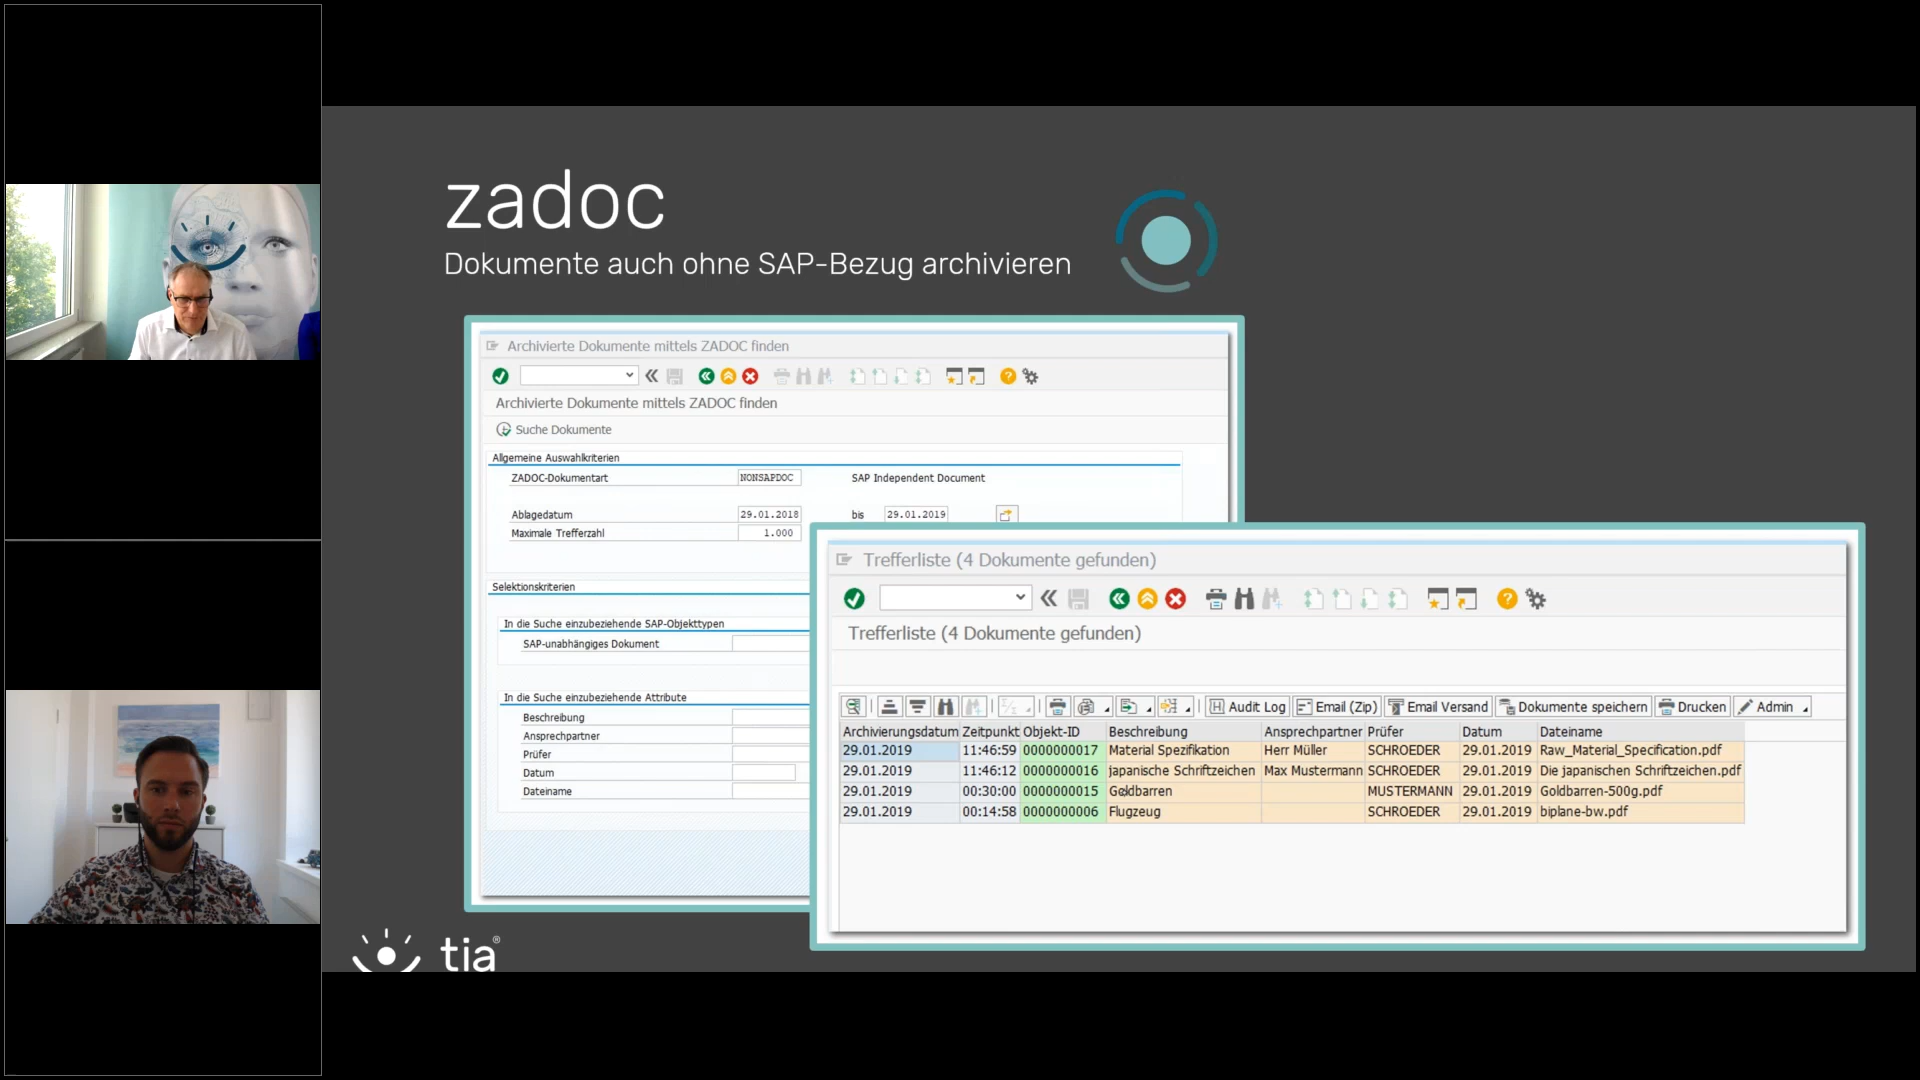 zadoc
Dokumente auch ohne SAP-Bezug archivieren
Archivierte Dokumente mittels ZADOC finden
Archivierte Dokumente mittels ZADOC finden
Suche Dokumente
Allgemeine Auswahlkriterien
ZADOC-Dokumentart NONSAPDOC SAP Independent Document
Ablagedatum 29.01.2018 bis 29.01.2019
Maximale Trefferzahl 1.000
Selektionskriterien
In die Suche einzubeziehende SAP-Objekttypen
SAP-unabhängiges Dokument
In die Suche einzubeziehende Attribute
Beschreibung
Ansprechpartner
Prüfer
Datum
Dateiname
Trefferliste (4 Dokumente gefunden)
Trefferliste (4 Dokumente gefunden)
Audit Log Email (Zip) Email Versand Dokumente speichern Drucken Admin
Archivierungsdatum Zeitpunkt Objekt-ID Beschreibung Ansprechpartner Prüfer Datum Dateiname
29.01.2019 11:46:59 0000000017 Material Spezifikation Herr Müller SCHROEDER 29.01.2019 Raw_Material_Specification.pdf
29.01.2019 11:46:12 0000000016 japanische Schriftzeichen Max Mustermann SCHROEDER 29.01.2019 Die japanischen Schriftzeichen.pdf
29.01.2019 00:30:00 0000000015 Goldbarren MUSTERMANN 29.01.2019 Goldbarren-500g.pdf
29.01.2019 00:14:58 0000000006 Flugzeug SCHROEDER 29.01.2019 biplane-bw.pdf
tia®